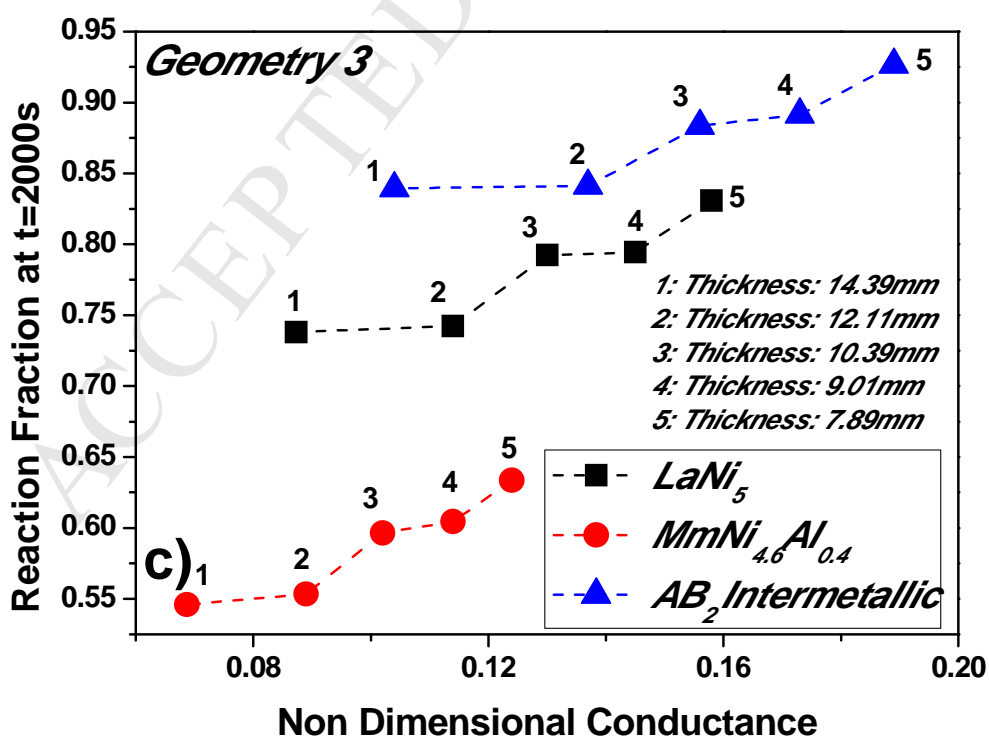 ACCEPTED
Geometry 3
Reaction Fraction at t=2000s
0.95
0.90
0.85
0.80
0.75
0.70
0.65
0.60
0.55
1
2
3
4
5
1
2
3
4
5
1
2
3
4
5
1: Thickness: 14.39mm
2: Thickness: 12.11mm
3: Thickness: 10.39mm
4: Thickness: 9.01mm
5: Thickness: 7.89mm
LaNi5
MmNi4.6Al0.4
AB2 Intermetallic
c)
0.08
0.12
0.16
0.20
Non Dimensional Conductance